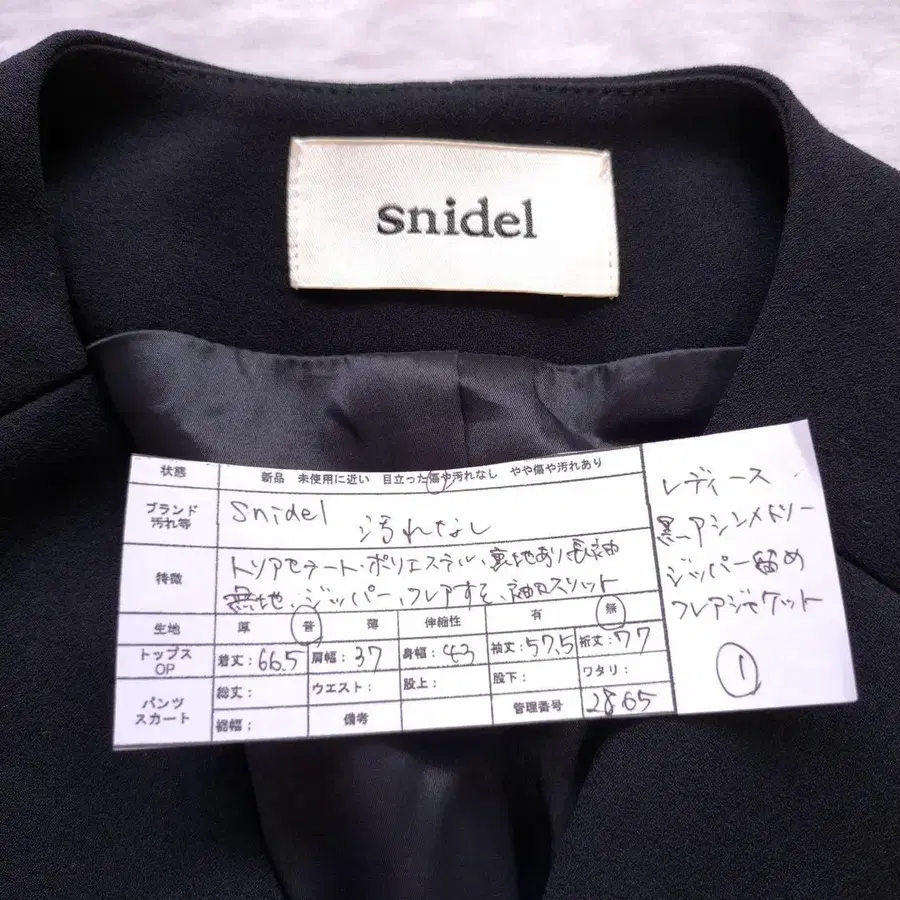 snidel
状態 新品 未使用に近い 目立った傷や汚れなし やや傷や汚れあり
ブランド 汚れ等 snidel 汚れなし
特徴 トリアセテート・ポリエステル、裏地あり、長袖
無地、ジッパー、フレアすそ、袖口スリット
生地 厚 普 薄 伸縮性 有 無
トップス OP 着丈:66.5 肩幅:37 身幅:43 袖丈:57.5 裄丈:77
パンツ スカート 総丈: ウエスト: 股上: 股下: ワタリ:
裾幅: 備考 管理番号 2865
レディース
黒アシンメトリー
ジッパー留め
フレアジャケット
①